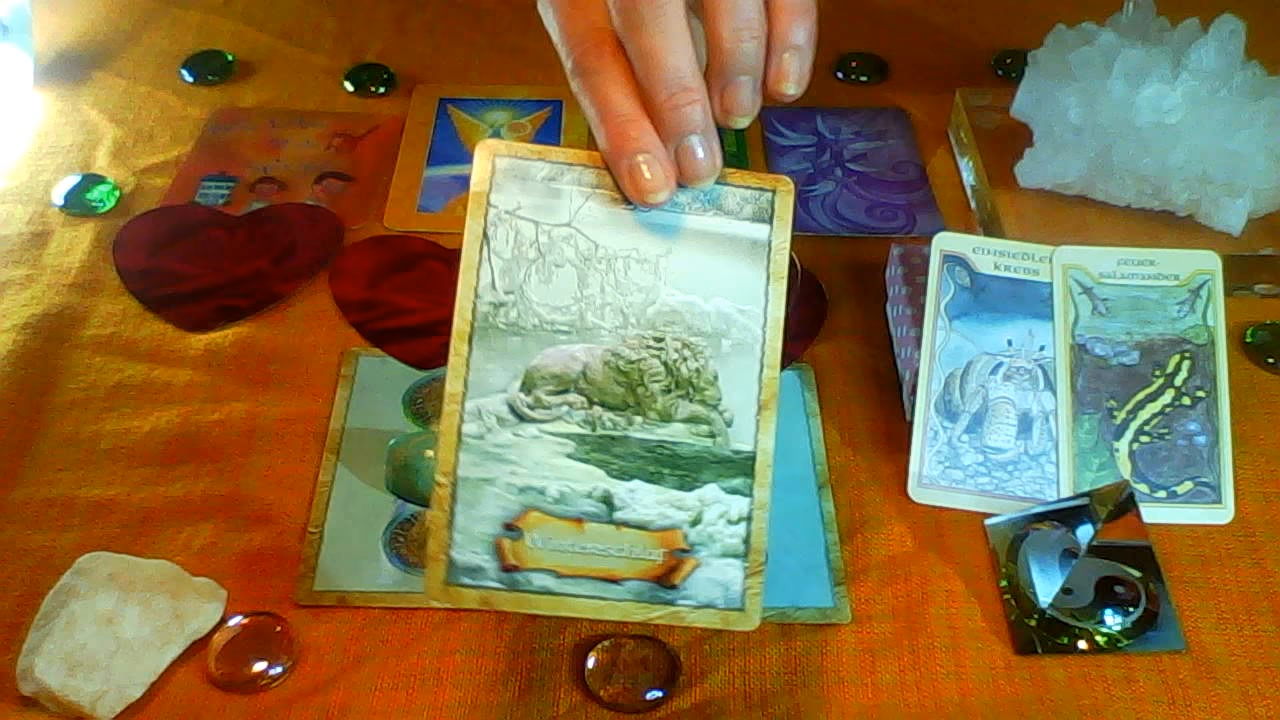 Winterschlaf
EINSIEDLER
KREBS
FEUER-
SALAMANDER